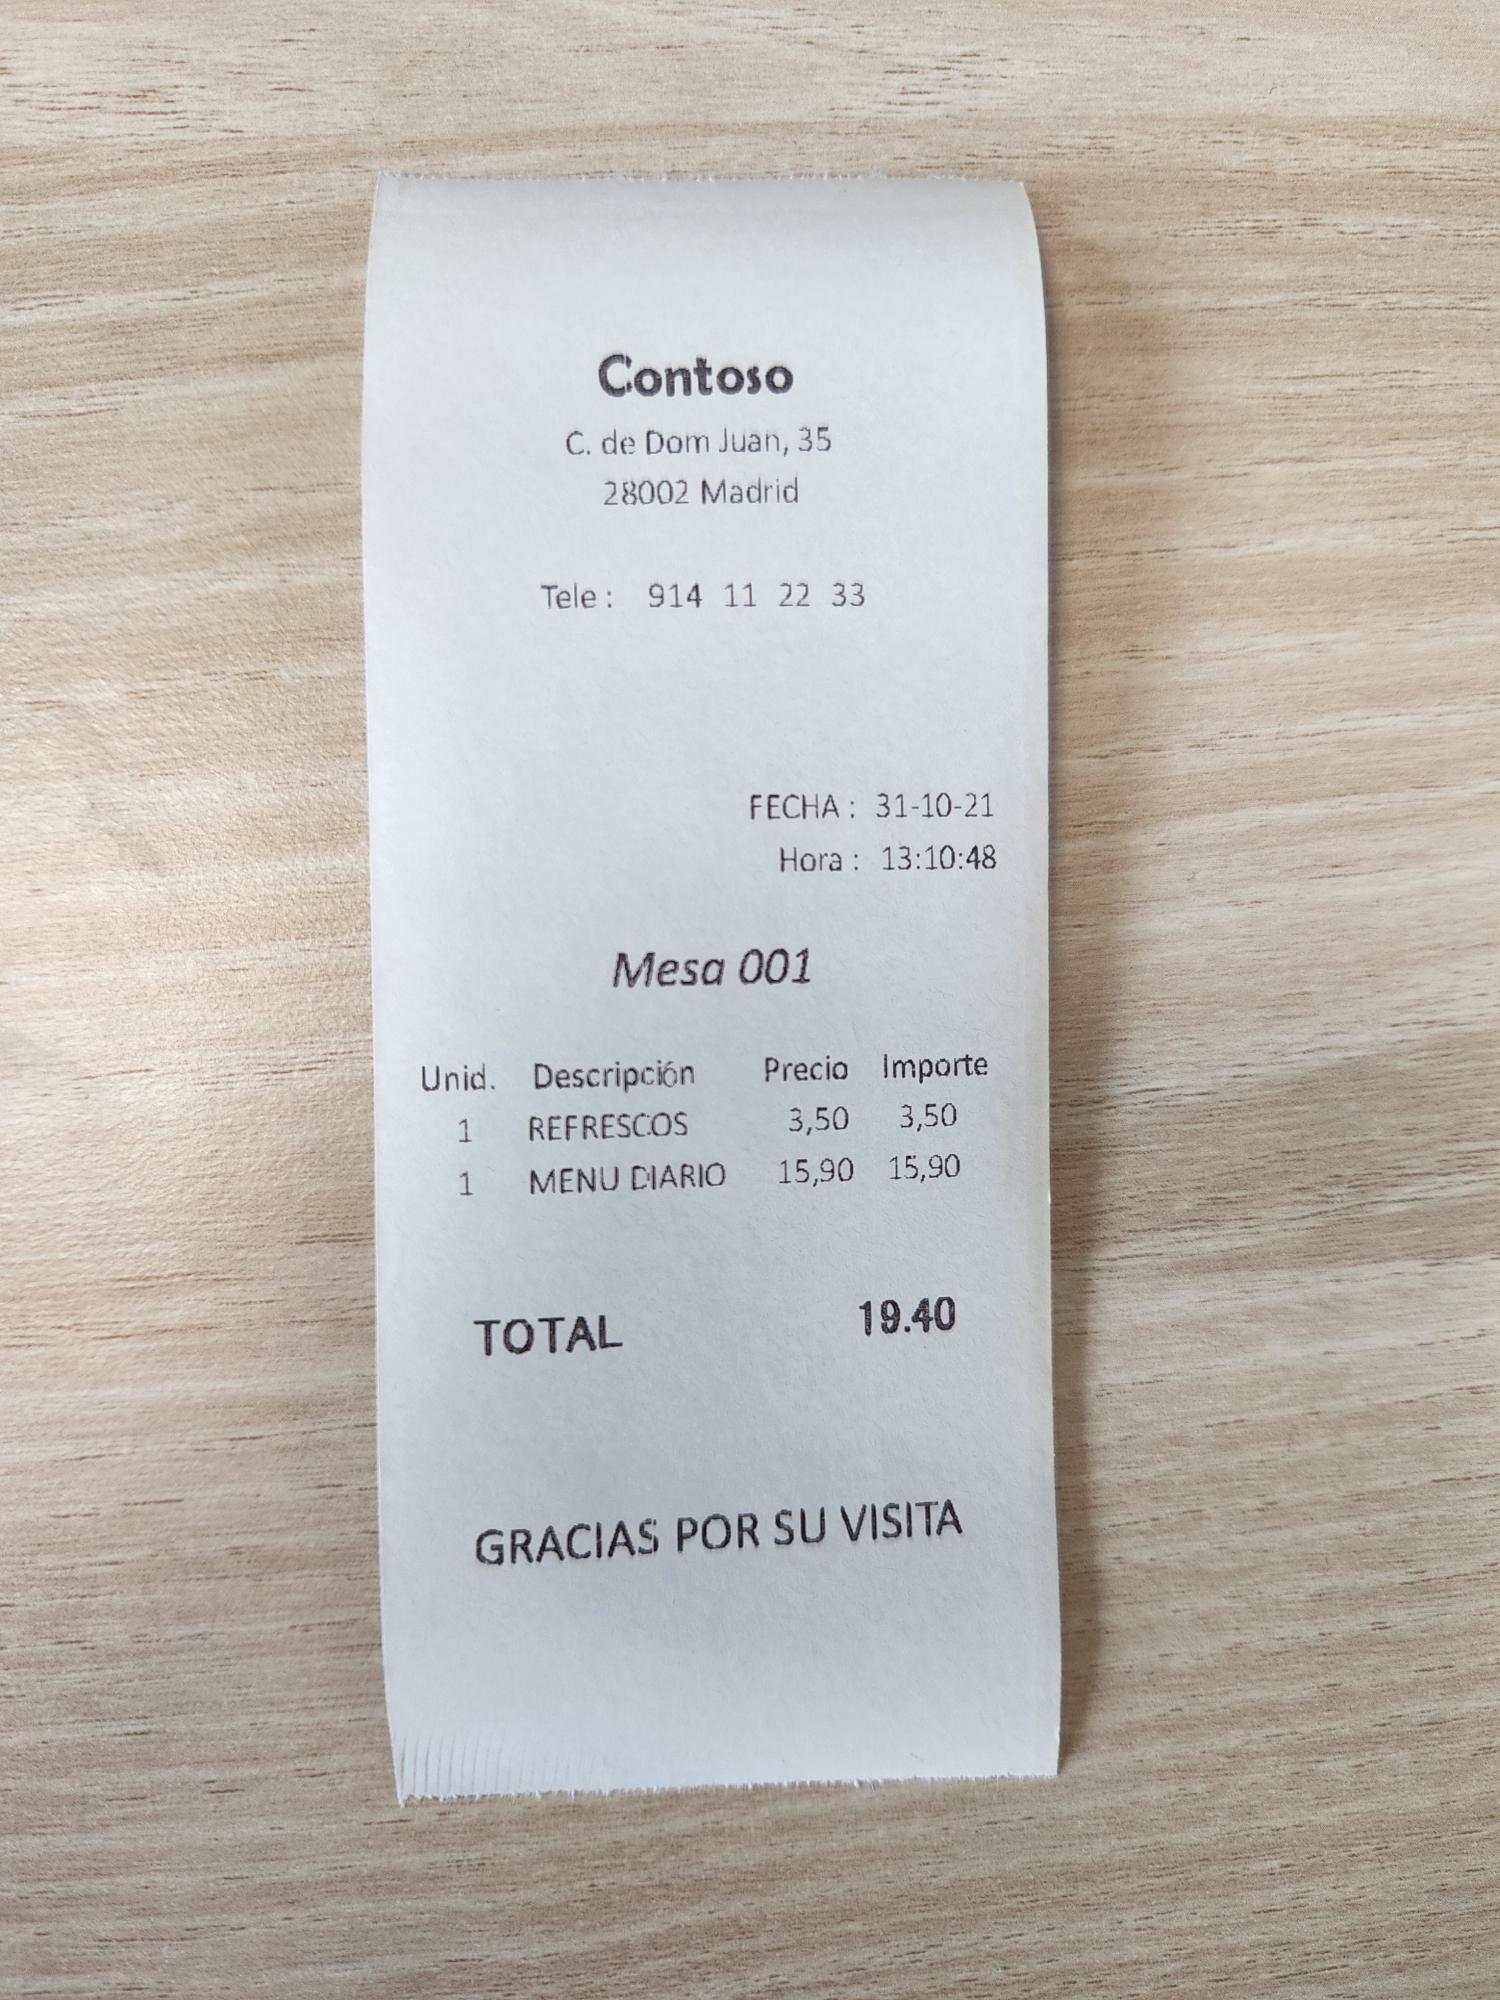 Contoso
C. de Dom Juan, 35
28002 Madrid
Tele : 914 11 22 33
FECHA : 31-10-21
Hora : 13:10:48
Mesa 001
Unid. Descripción Precio Importe
1 REFRESCOS 3,50 3,50
1 MENU DIARIO 15,90 15,90
TOTAL 19.40
GRACIAS POR SU VISITA